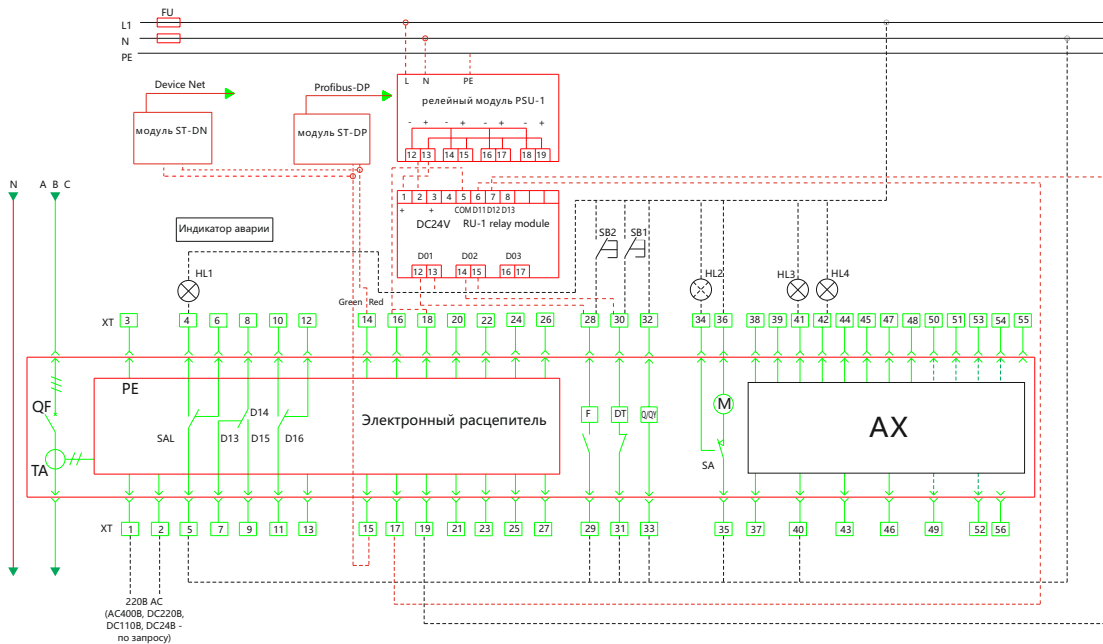 FU
L1
N
PE
Device Net
Profibus-DP
L N PE
модуль ST-DN
модуль ST-DP
релейный модуль PSU-1
- + - + - + - +
12 13 14 15 16 17 18 19
N A B C
1 2 3 4 5 6 7 8
+ + COM D11 D12 D13
DC24V RU-1 relay module
Индикатор аварии
SB2 SB1
D01 D02 D03
12 13 14 15 16 17
HL1
HL2
HL3
HL4
Green Red
XT 3 4 6 8 10 12 14 16 18 20 22 24 26 28 30 32 34 36 38 39 41 42 44 45 47 48 50 51 53 54 55
PE
QF
TA
SAL
D13
D14
D15
D16
Электронный расцепитель
F
DT
Q/QY
M
SA
AX
XT 1 2 5 7 9 11 13 15 17 19 21 23 25 27 29 31 33 35 37 40 43 46 49 52 56
220В AC
(AC400В, DC220В,
DC110В, DC24В -
по запросу)